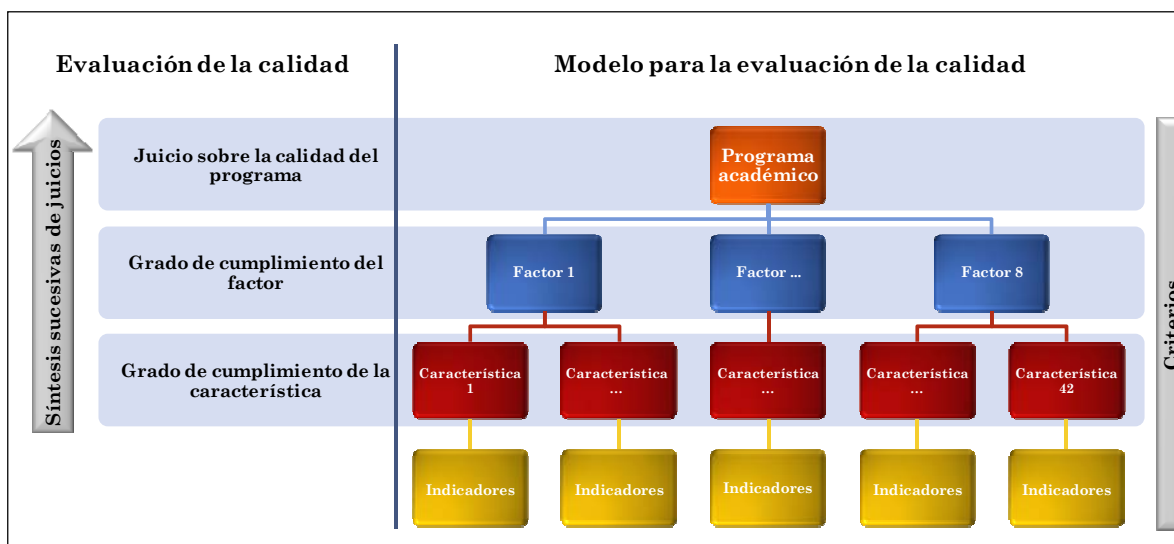 Evaluación de la calidad
Modelo para la evaluación de la calidad
Síntesis sucesivas de juicios
Juicio sobre la calidad del
programa
Programa
académico
Grado de cumplimiento del
factor
Factor 1
Factor ...
Factor 8
Grado de cumplimiento de la
característica
Característica
1
Característica
...
Característica
...
Característica
...
Característica
42
Indicadores
Indicadores
Indicadores
Indicadores
Indicadores
Criterios